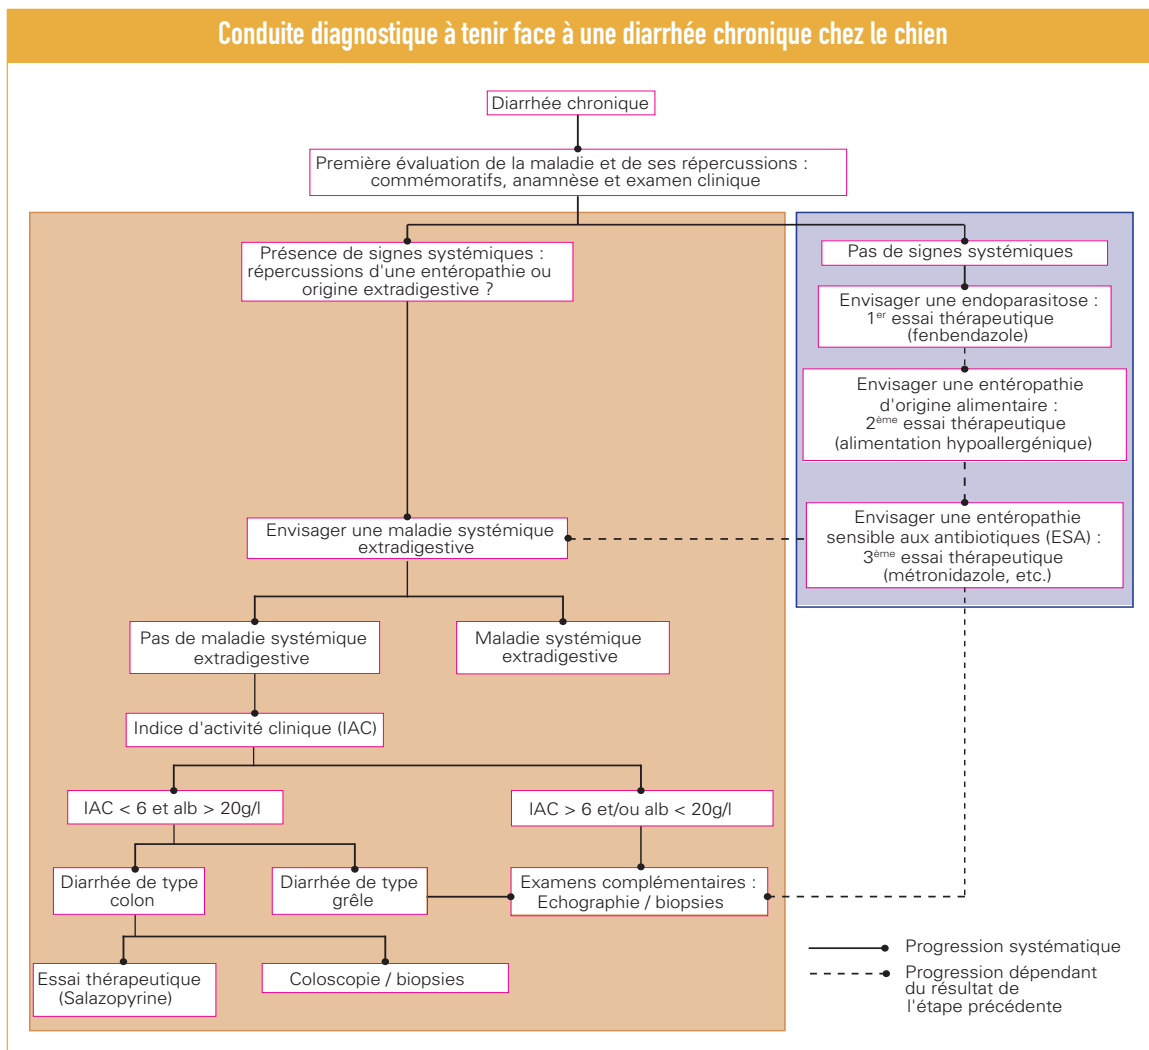 Conduite diagnostique à tenir face à une diarrhée chronique chez le chien
Diarrhée chronique
Première évaluation de la maladie et de ses répercussions :
commémoratifs, anamnèse et examen clinique
Présence de signes systémiques :
répercussions d'une entéropathie ou
origine extradigestive ?
Pas de signes systémiques
Envisager une endoparasitose :
1er essai thérapeutique
(fenbendazole)
Envisager une entéropathie
d'origine alimentaire :
2ème essai thérapeutique
(alimentation hypoallergénique)
Envisager une entéropathie
sensible aux antibiotiques (ESA) :
3ème essai thérapeutique
(métronidazole, etc.)
Envisager une maladie systémique
extradigestive
Pas de maladie systémique
extradigestive
Maladie systémique
extradigestive
Indice d'activité clinique (IAC)
IAC < 6 et alb > 20g/l
IAC > 6 et/ou alb < 20g/l
Diarrhée de type
colon
Diarrhée de type
grêle
Examens complémentaires :
Echographie / biopsies
Essai thérapeutique
(Salazopyrine)
Coloscopie / biopsies
Progression systématique
Progression dépendant
du résultat de
l'étape précédente